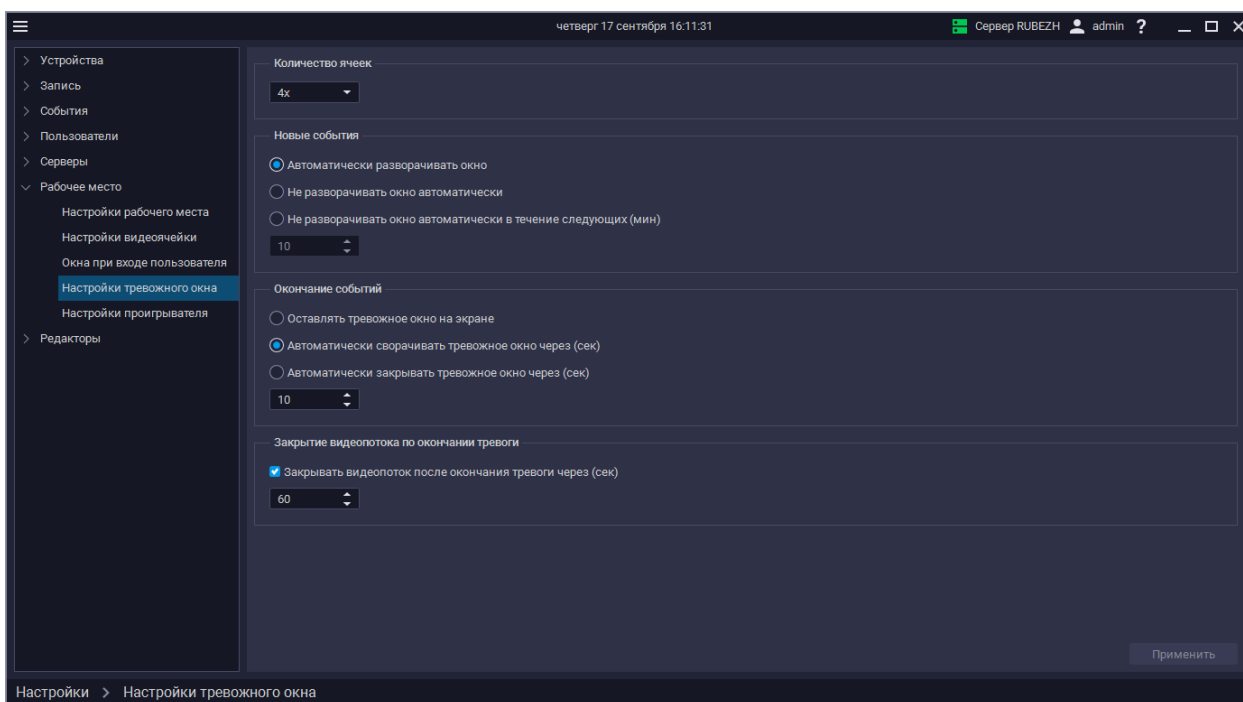 четверг 17 сентября 16:11:31
Сервер RUBEZH admin ?
Устройства
Запись
События
Пользователи
Серверы
Рабочее место
Настройки рабочего места
Настройки видеоячейки
Окна при входе пользователя
Настройки тревожного окна
Настройки проигрывателя
Редакторы
Количество ячеек
4x
Новые события
Автоматически разворачивать окно
Не разворачивать окно автоматически
Не разворачивать окно автоматически в течение следующих (мин)
10
Окончание событий
Оставлять тревожное окно на экране
Автоматически сворачивать тревожное окно через (сек)
Автоматически закрывать тревожное окно через (сек)
10
Закрытие видеопотока по окончании тревоги
Закрывать видеопоток после окончания тревоги через (сек)
60
Применить
Настройки > Настройки тревожного окна